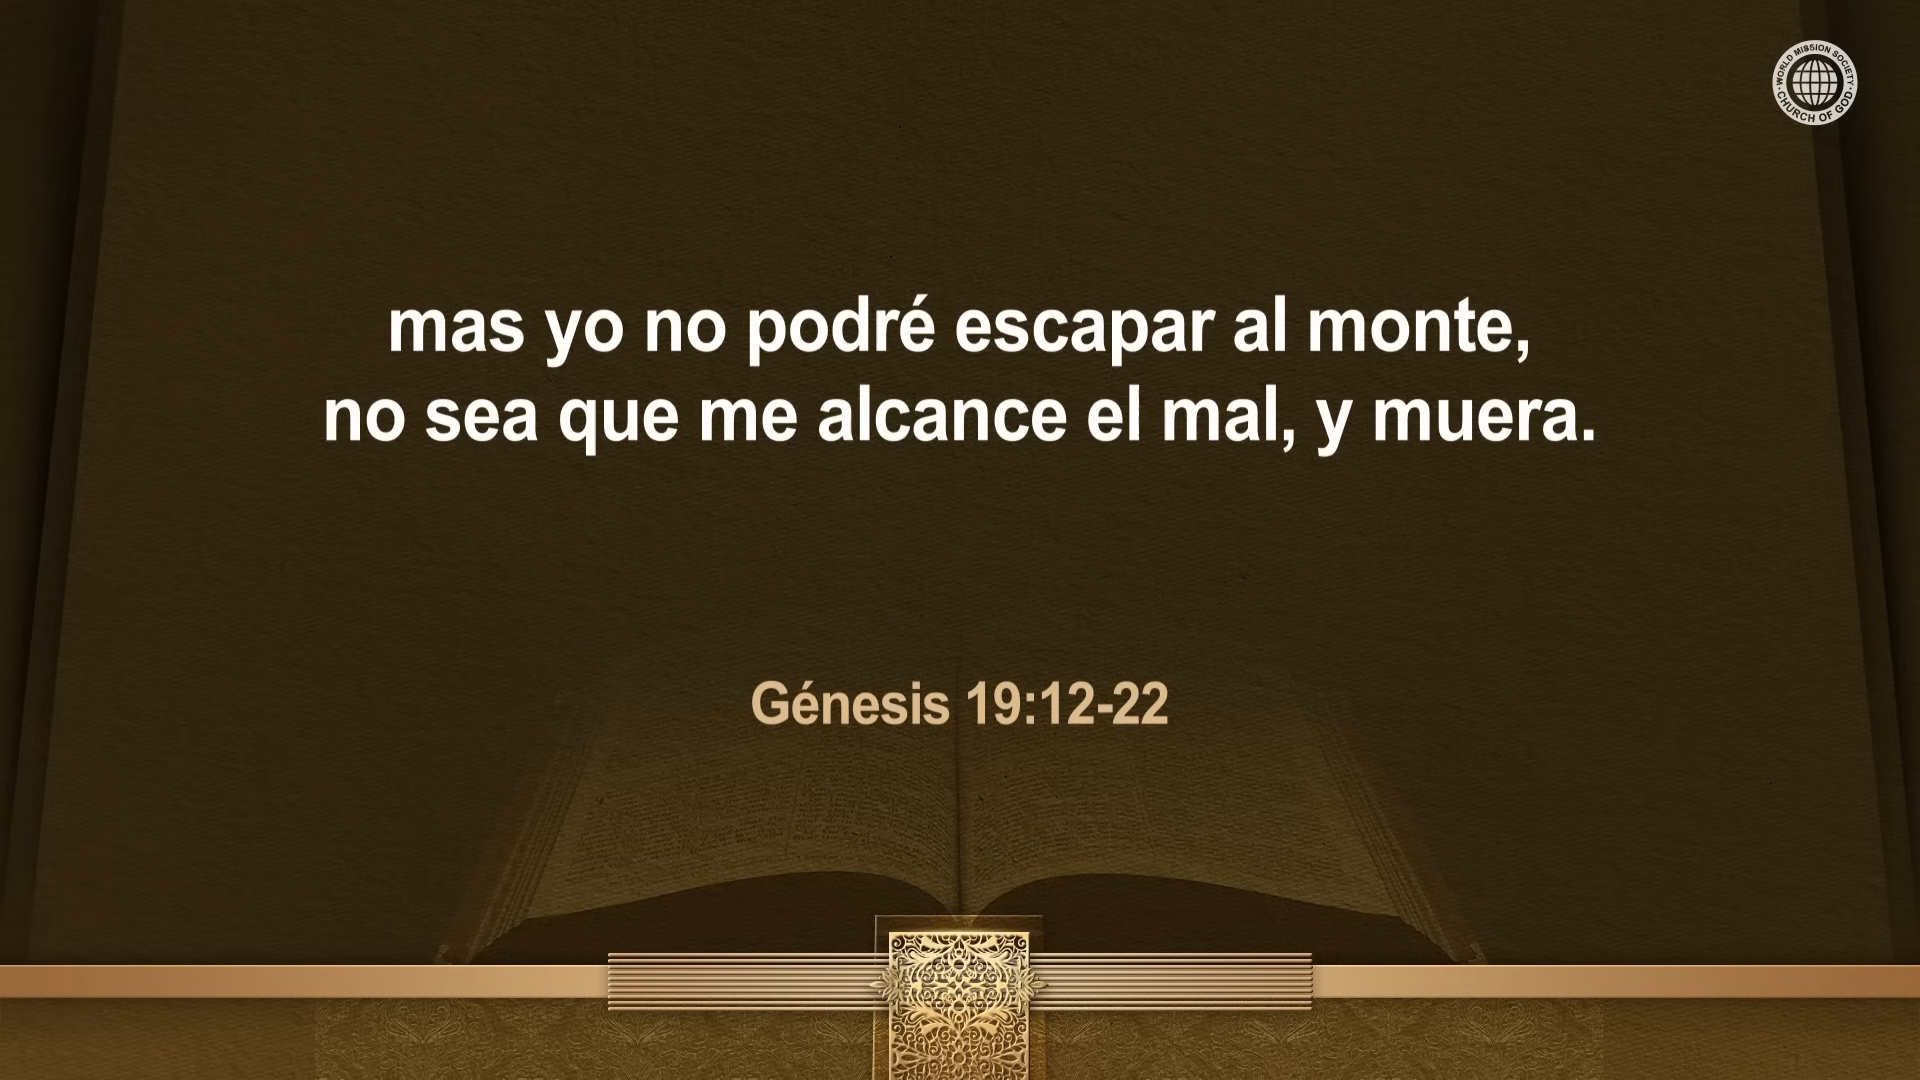 WORLD MISSION SOCIETY
CHURCH OF GOD
mas yo no podré escapar al monte,
no sea que me alcance el mal, y muera.
Génesis 19:12-22